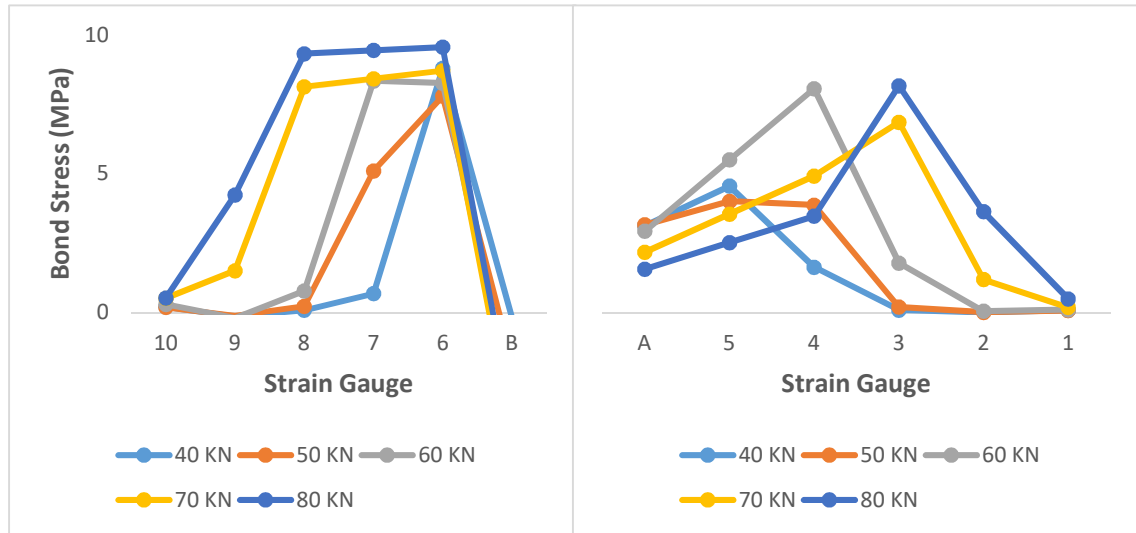 Bond Stress (MPa)
10
5
0
10 9 8 7 6 B
Strain Gauge
40 KN 50 KN 60 KN
70 KN 80 KN
A 5 4 3 2 1
Strain Gauge
40 KN 50 KN 60 KN
70 KN 80 KN